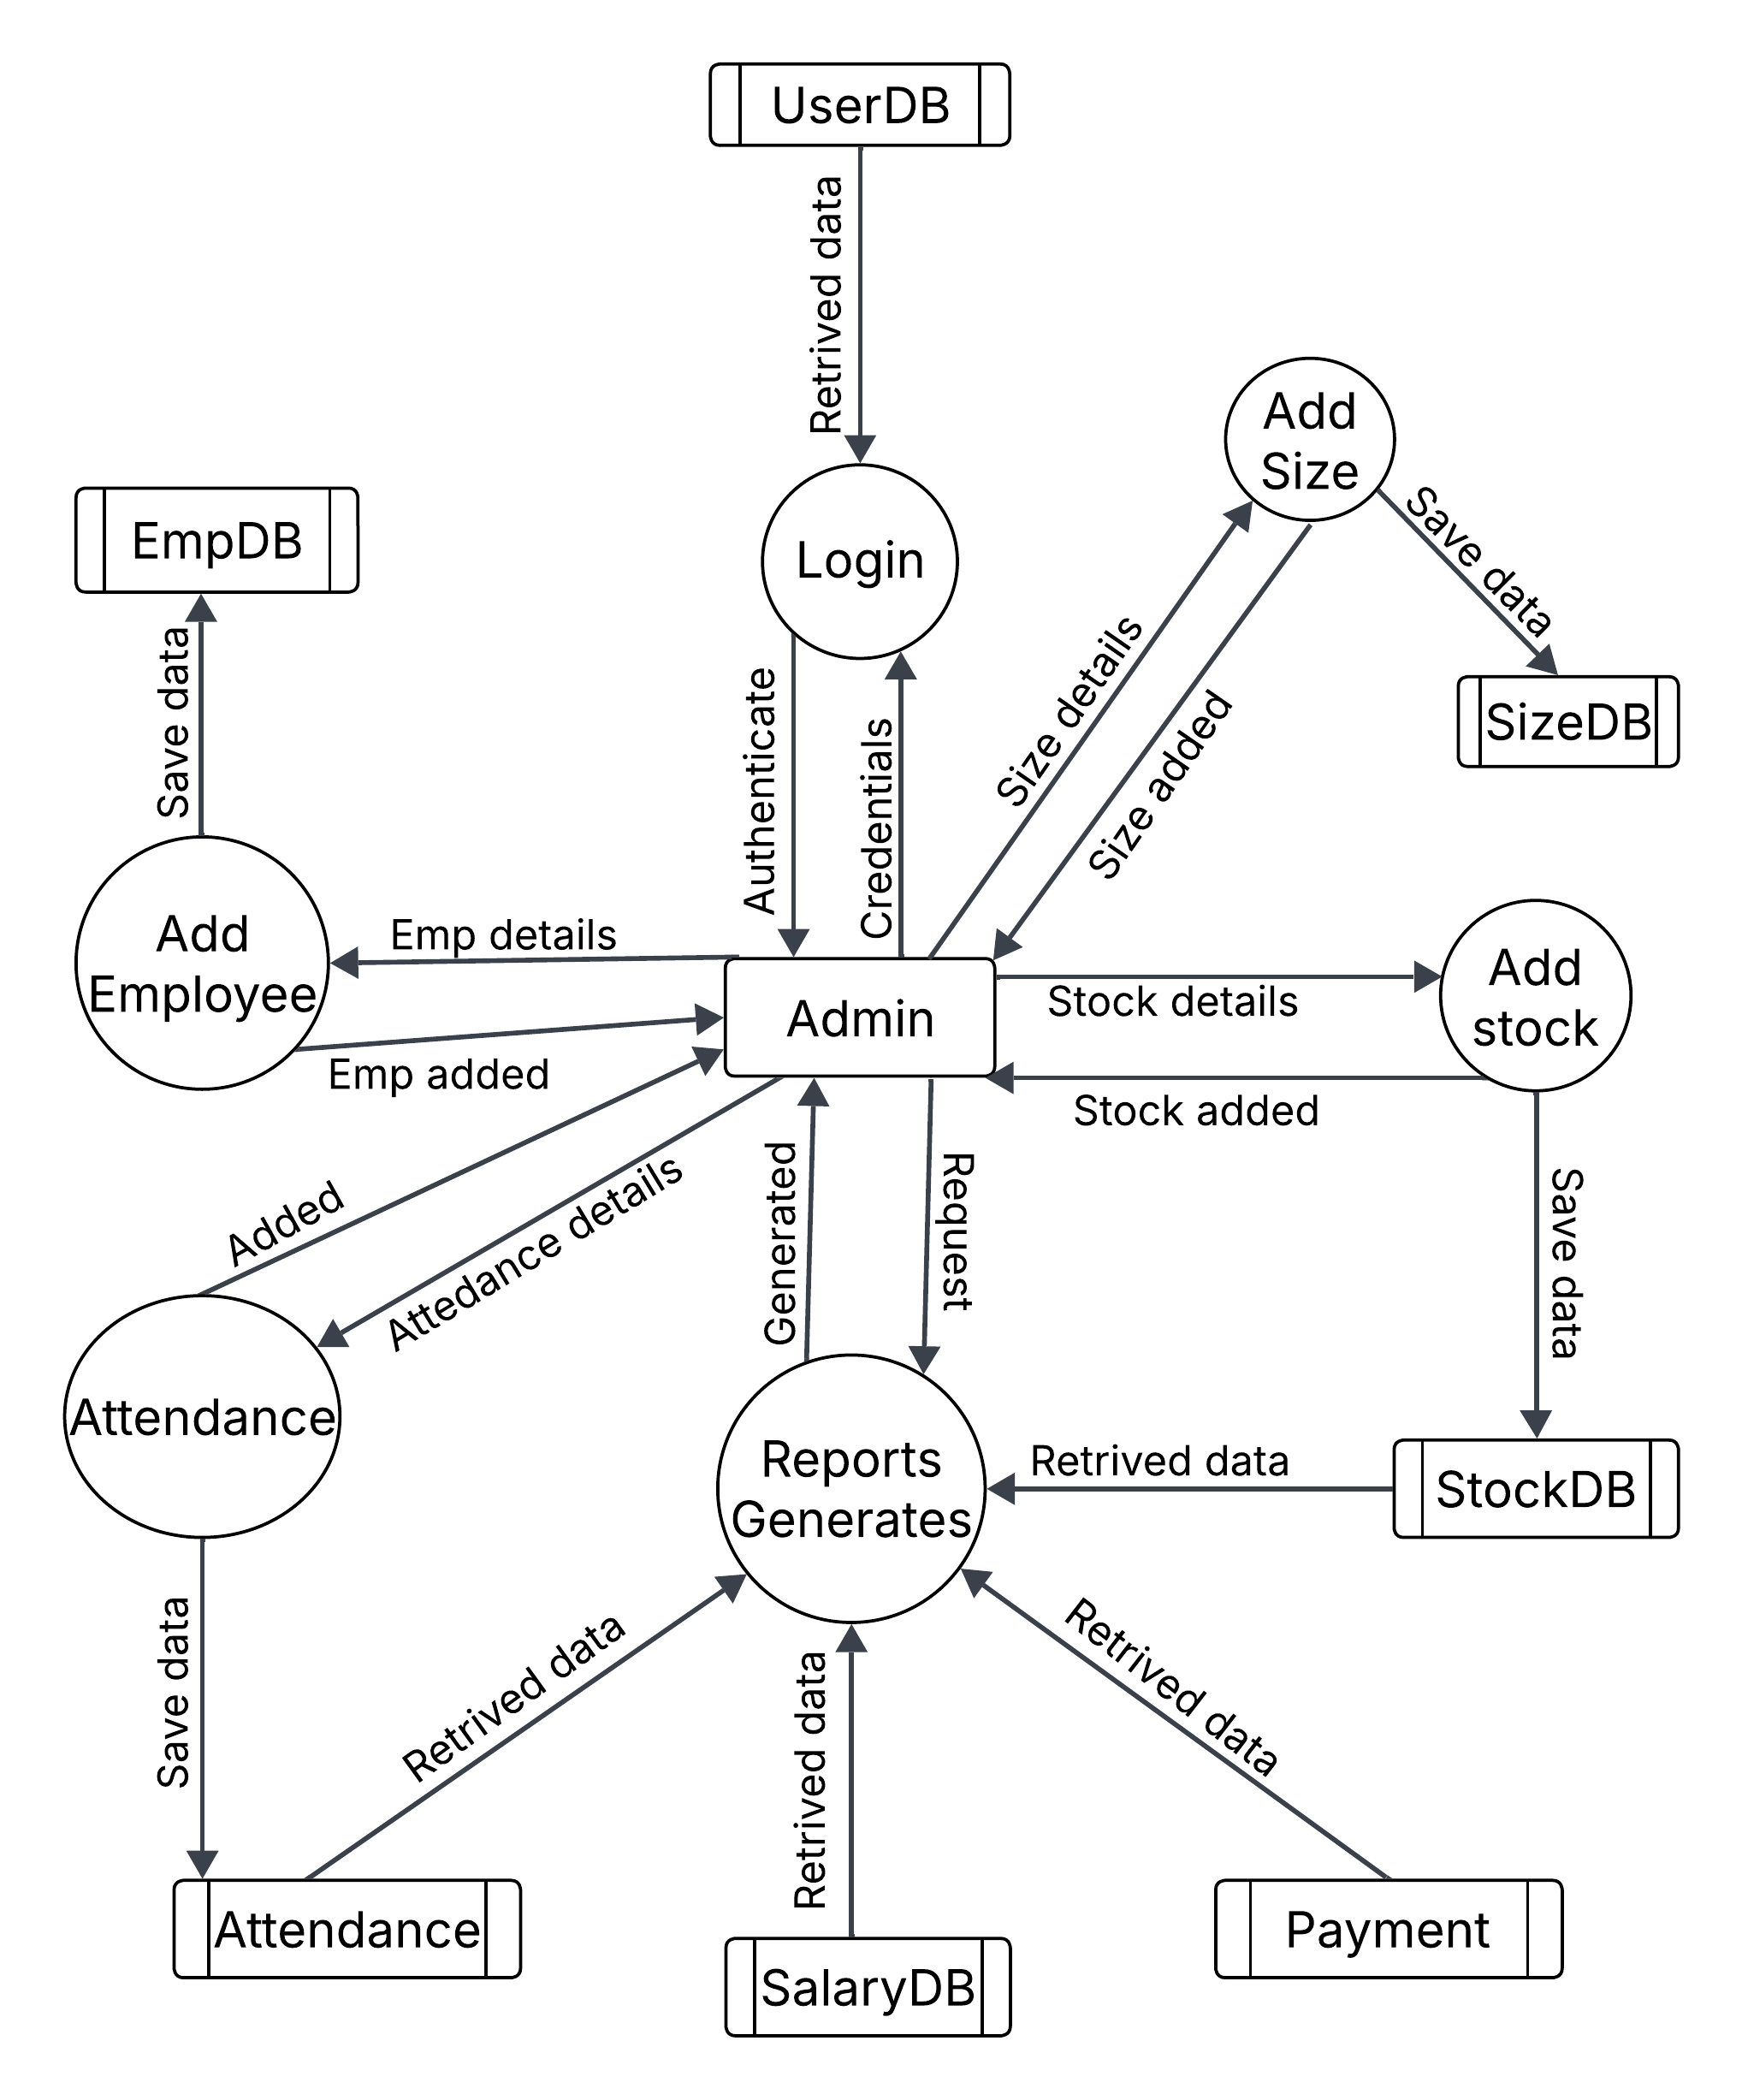 UserDB
Retrived data
Add
Size
Save data
EmpDB
Login
Save data
Size details
SizeDB
Authenticate
Credentials
Size added
Add
Employee
Emp details
Admin
Stock details
Add
stock
Emp added
Stock added
Added
Attedance details
Generated
Request
Save data
Attendance
Reports
Generates
Retrived data
StockDB
Save data
Retrived data
Retrived data
Retrived data
Attendance
SalaryDB
Payment